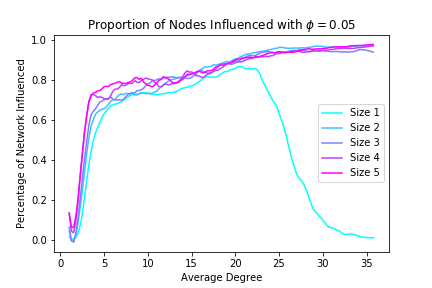 Proportion of Nodes Influenced with ϕ = 0.05
Percentage of Network Influenced
1.0
0.8
0.6
0.4
0.2
0.0
Size 1
Size 2
Size 3
Size 4
Size 5
0 5 10 15 20 25 30 35
Average Degree